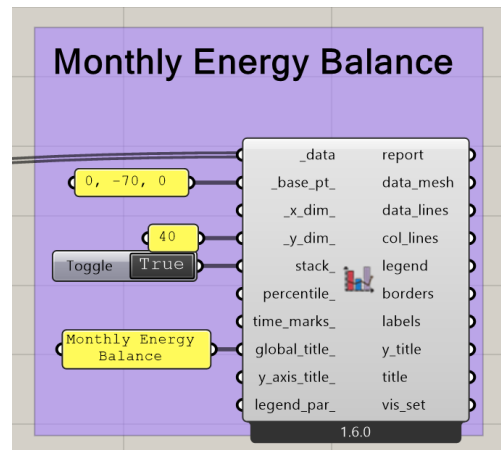 Monthly Energy Balance
_data report
0, -70, 0 _base_pt_ data_mesh
_x_dim_ data_lines
40 _y_dim_ col_lines
Toggle True stack_ legend
percentile_ borders
time_marks_ labels
Monthly Energy
Balance
global_title_ y_title
y_axis_title_ title
legend_par_ vis_set
1.6.0